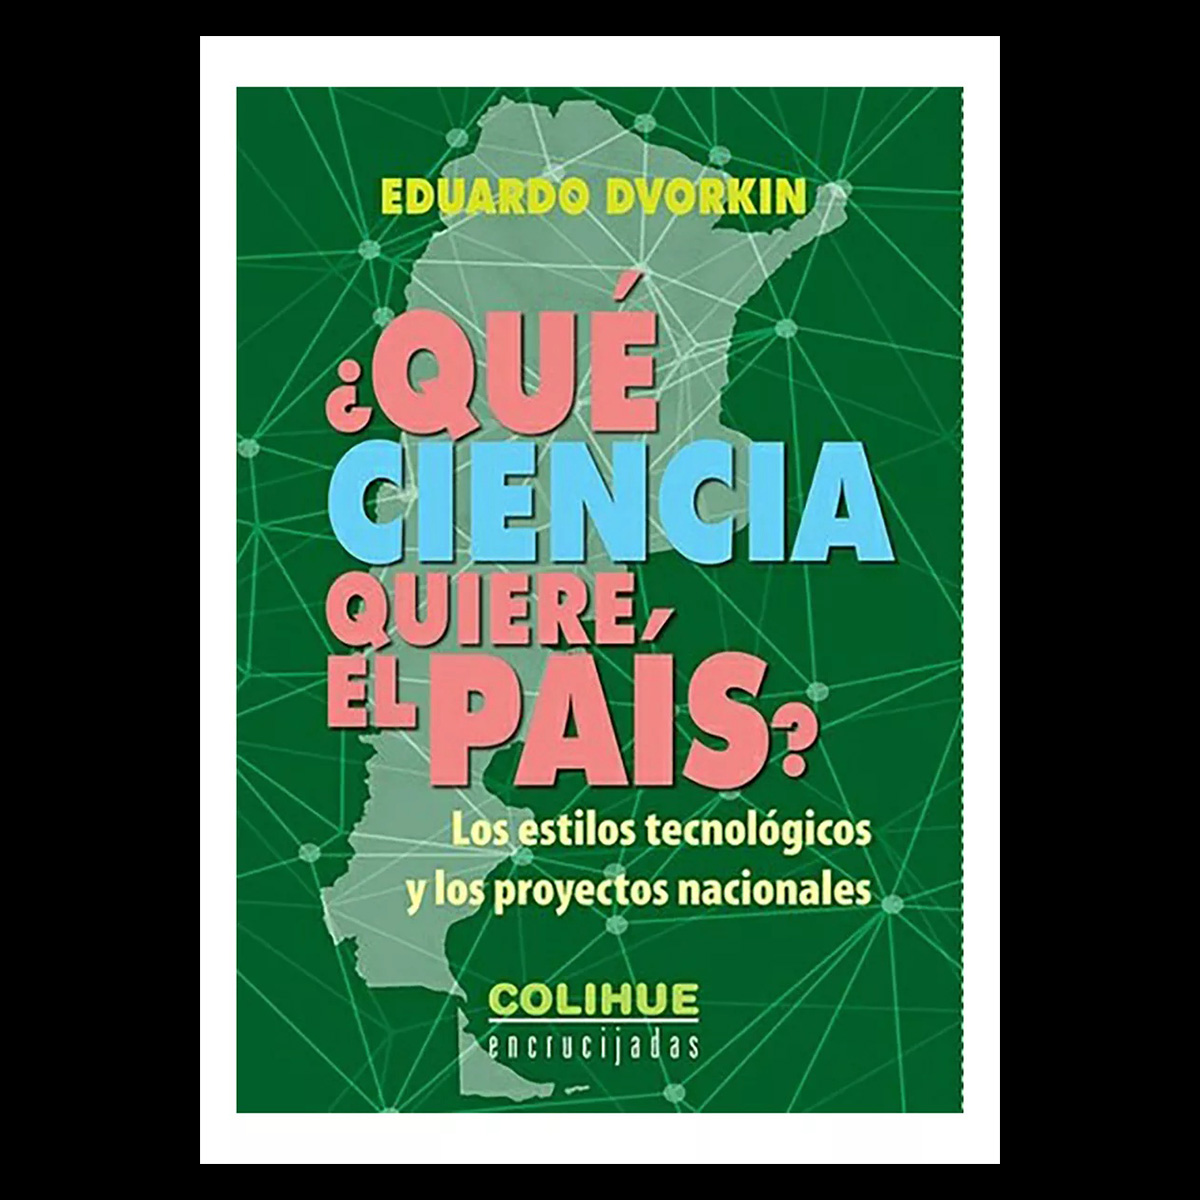 EDUARDO DVORKIN
¿QUÉ
CIENCIA
QUIERE
EL PAÍS?
Los estilos tecnológicos
y los proyectos nacionales
COLIHUE
encrucijadas